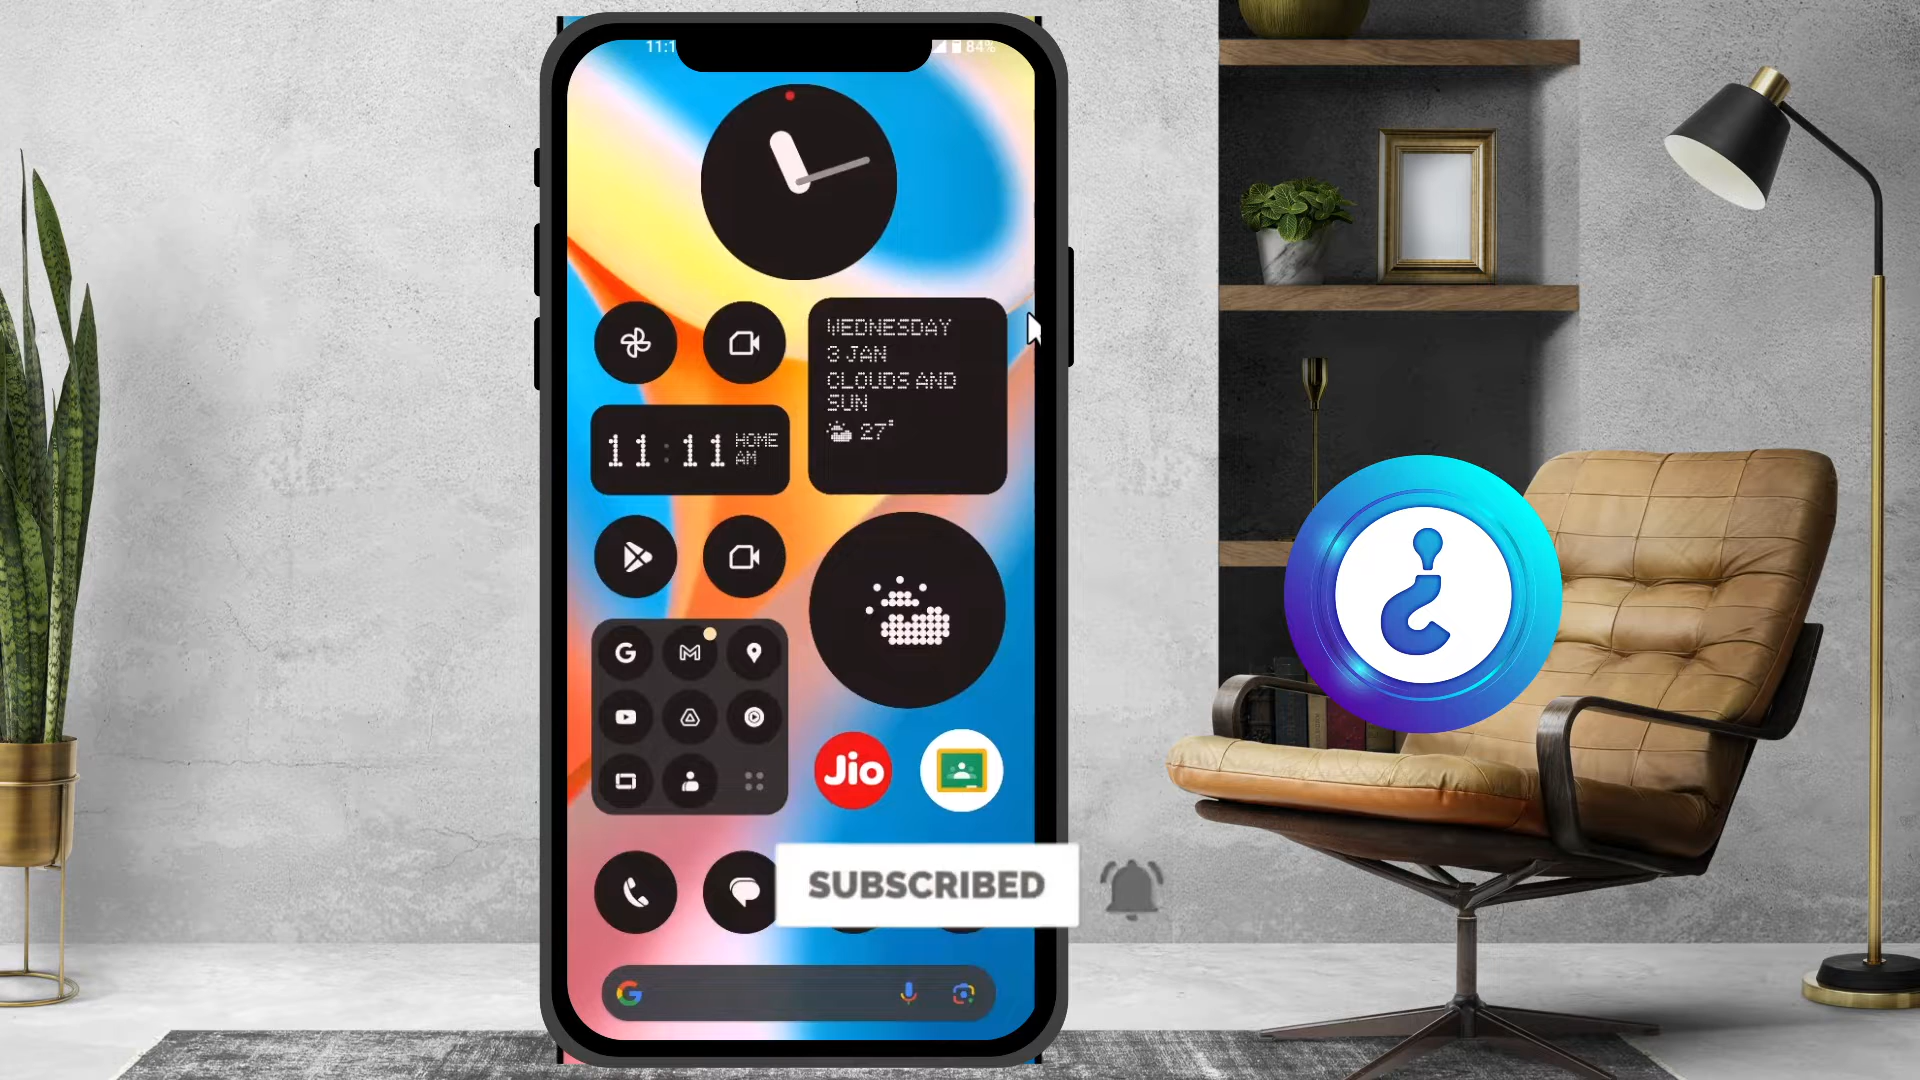 11:1
84%
WEDNESDAY
3 JAN
CLOUDS AND
SUN
27°
11:11 HOME
AM
Jio
SUBSCRIBED